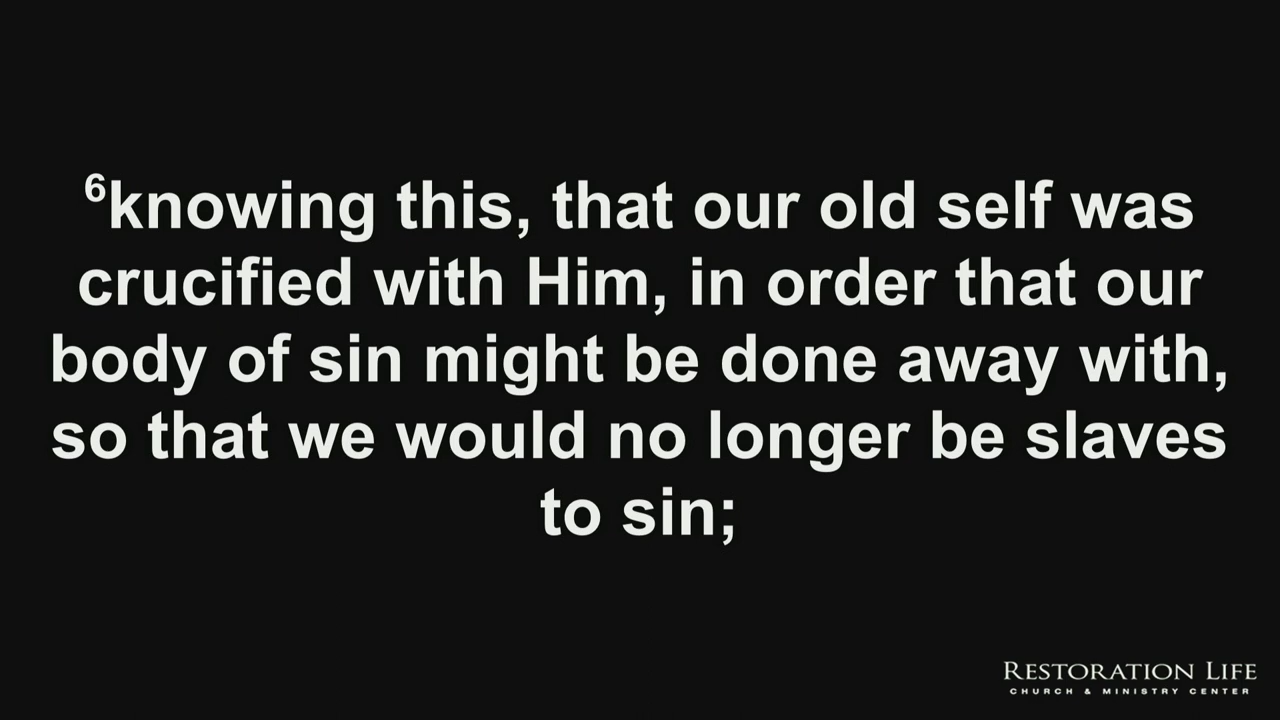 ⁶knowing this, that our old self was
crucified with Him, in order that our
body of sin might be done away with,
so that we would no longer be slaves
to sin;
RESTORATION LIFE
CHURCH & MINISTRY CENTER